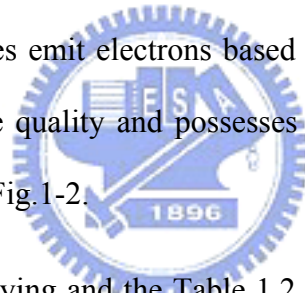 es emit electrons based
E S
e quality and possesses
Fig.1-2.
1896
ving and the Table 1.2